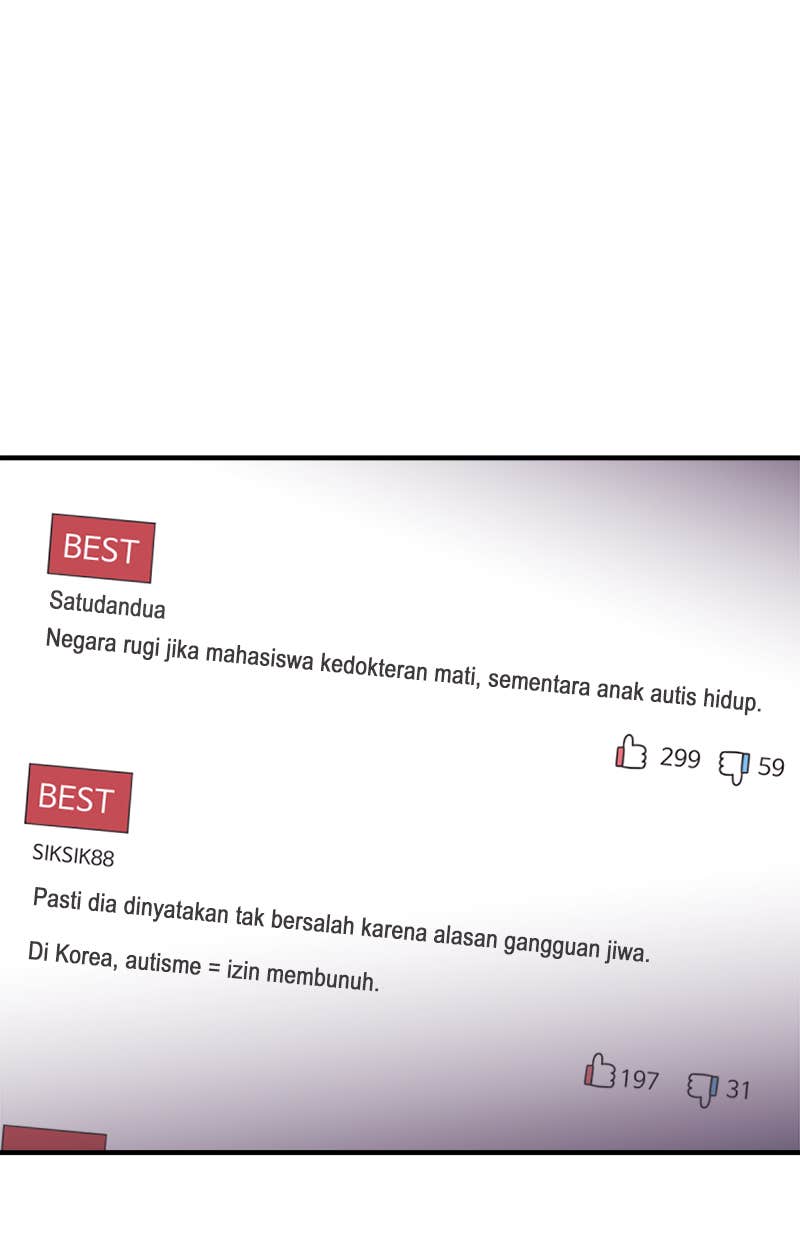 BEST
Satudandua
Negara rugi jika mahasiswa kedokteran mati, sementara anak autis hidup.
299 59
BEST
SIKSIK88
Pasti dia dinyatakan tak bersalah karena alasan gangguan jiwa.
Di Korea, autisme = izin membunuh.
197 31